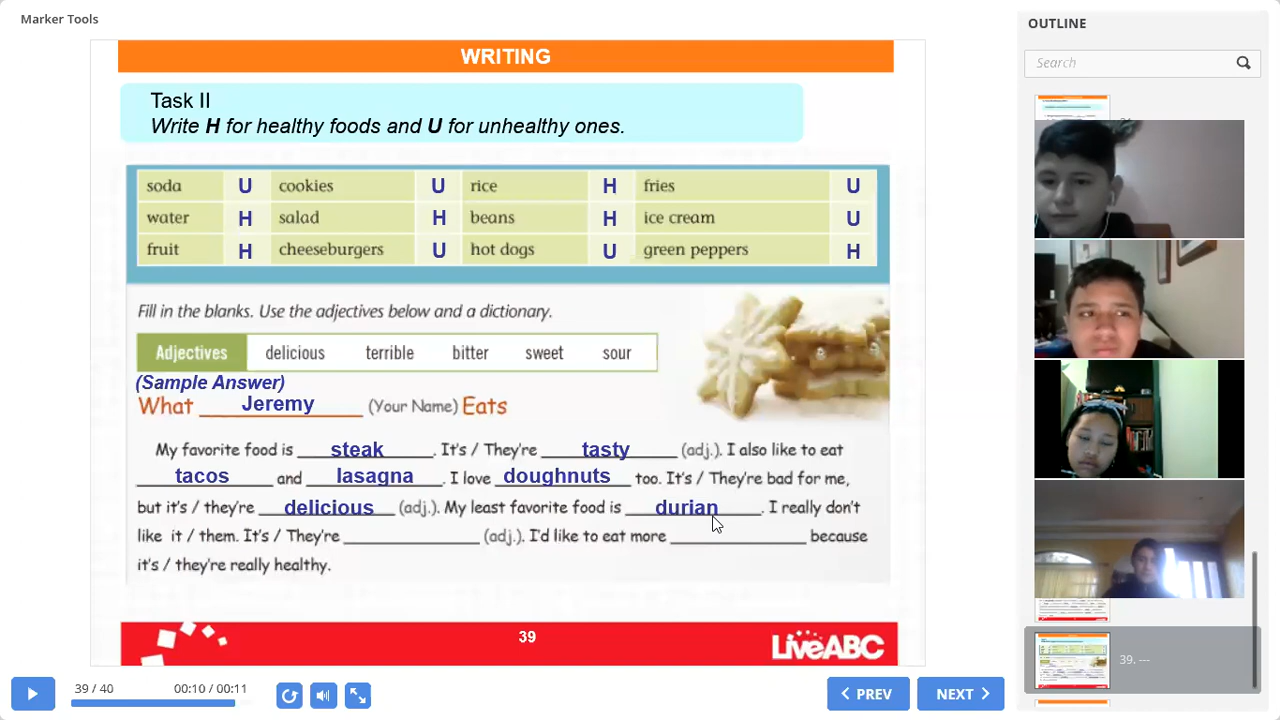 Marker Tools
WRITING
Task II
Write H for healthy foods and U for unhealthy ones.
soda U cookies U rice H fries U
water H salad H beans H ice cream U
fruit H cheeseburgers U hot dogs U green peppers H
Fill in the blanks. Use the adjectives below and a dictionary.
Adjectives delicious terrible bitter sweet sour
(Sample Answer)
What Jeremy (Your Name) Eats
My favorite food is steak. It's / They're tasty (adj.). I also like to eat
tacos and lasagna. I love doughnuts too. It's / They're bad for me,
but it's / they're delicious (adj.). My least favorite food is durian. I really don't
like it / them. It's / They're ____________ (adj.). I'd like to eat more ____________ because
it's / they're really healthy.
39
LiveABC
39 / 40
00:10 / 00:11
PREV
NEXT
OUTLINE
Search
39. ---